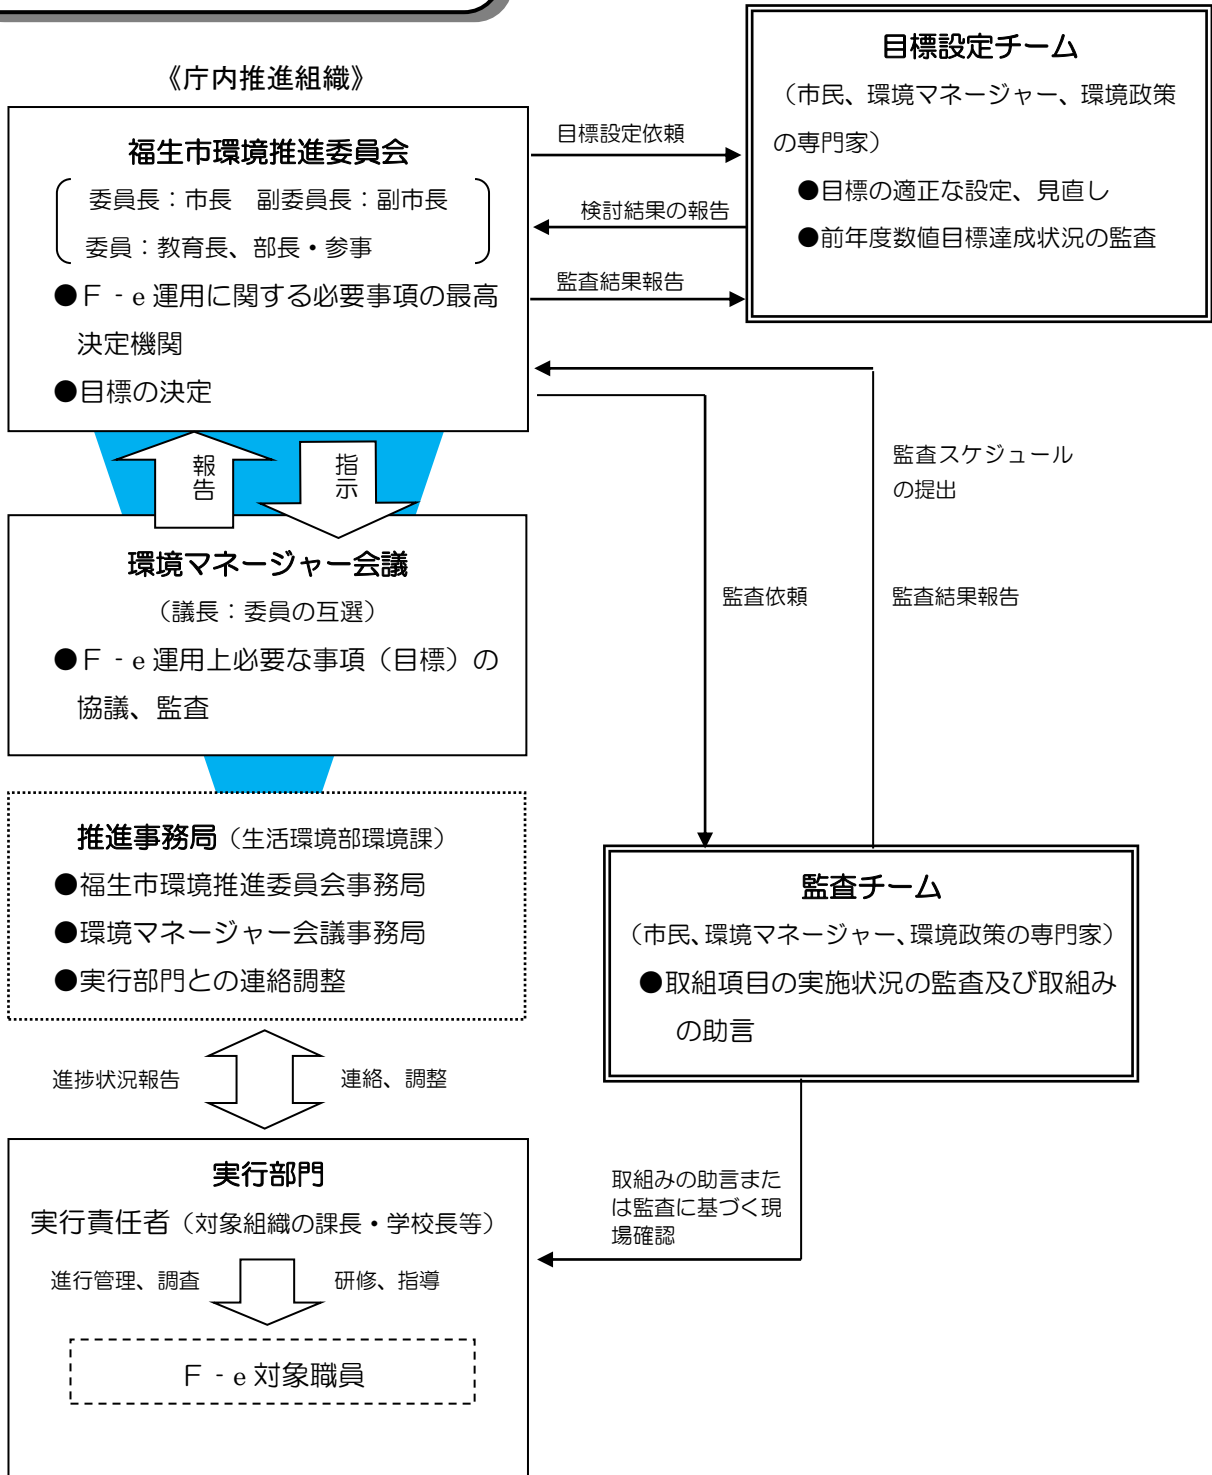 《庁内推進組織》
福生市環境推進委員会
委員長：市長　副委員長：副市長
委員：教育長、部長・参事
●Ｆ‐e運用に関する必要事項の最高
決定機関
●目標の決定
目標設定依頼
検討結果の報告
監査結果報告
目標設定チーム
（市民、環境マネージャー、環境政策
の専門家）
●目標の適正な設定、見直し
●前年度数値目標達成状況の監査
報告
指示
環境マネージャー会議
（議長：委員の互選）
●Ｆ‐e運用上必要な事項（目標）の
協議、監査
監査スケジュール
の提出
監査依頼
監査結果報告
推進事務局（生活環境部環境課）
●福生市環境推進委員会事務局
●環境マネージャー会議事務局
●実行部門との連絡調整
監査チーム
（市民、環境マネージャー、環境政策の専門家）
●取組項目の実施状況の監査及び取組み
の助言
進捗状況報告
連絡、調整
実行部門
実行責任者（対象組織の課長・学校長等）
進行管理、調査
研修、指導
Ｆ‐e対象職員
取組みの助言また
は監査に基づく現
場確認